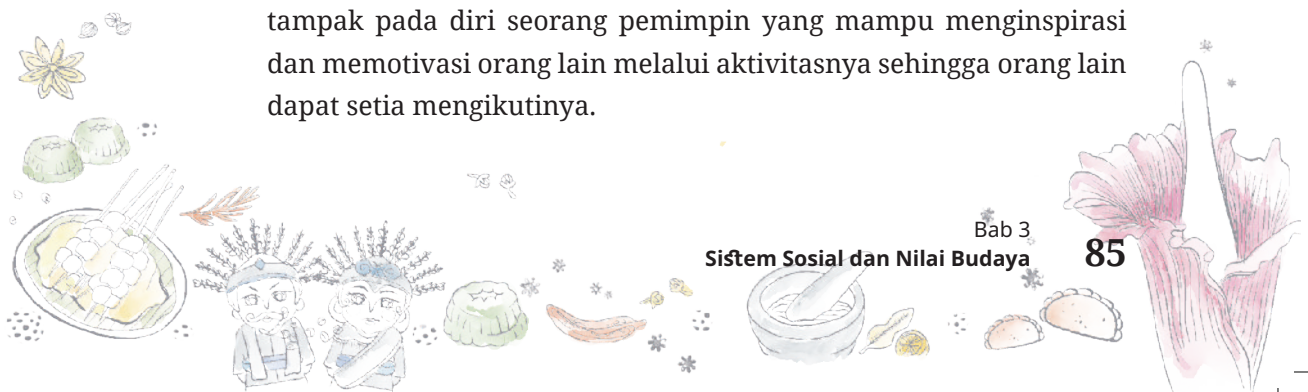 tampak pada diri seorang pemimpin yang mampu menginspirasi
dan memotivasi orang lain melalui aktivitasnya sehingga orang lain
dapat setia mengikutinya.
Bab 3
Sistem Sosial dan Nilai Budaya
85